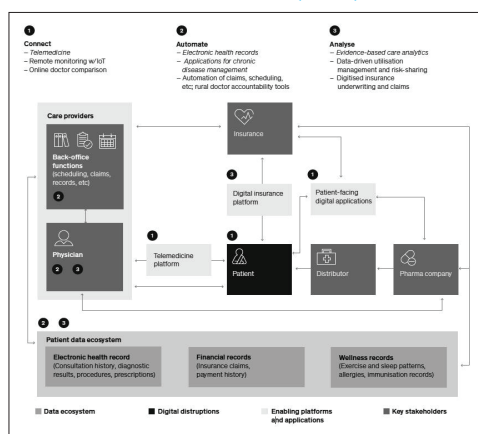 1
Connect
– Telemedicine
– Remote monitoring w/IoT
– Online doctor comparison
2
Automate
– Electronic health records
– Applications for chronic
disease management
– Automation of claims, scheduling,
etc; rural doctor accountability tools
3
Analyse
– Evidence-based care analytics
– Data-driven utilisation
management and risk-sharing
– Digitised insurance
underwriting and claims
Care providers
Back-office
functions
(scheduling, claims,
records, etc)
2
Physician
2 3
Insurance
3
Digital insurance
platform
1
Patient-facing
digital applications
1
Telemedicine
platform
1
Patient
Distributor
Pharma company
2 3
Patient data ecosystem
Electronic health record
(Consultation history, diagnostic
results, procedures, prescriptions)
Financial records
(Insurance claims,
payment history)
Wellness records
(Exercise and sleep patterns,
allergies, immunisation records)
Data ecosystem
Digital distruptions
Enabling platforms
and applications
Key stakeholders